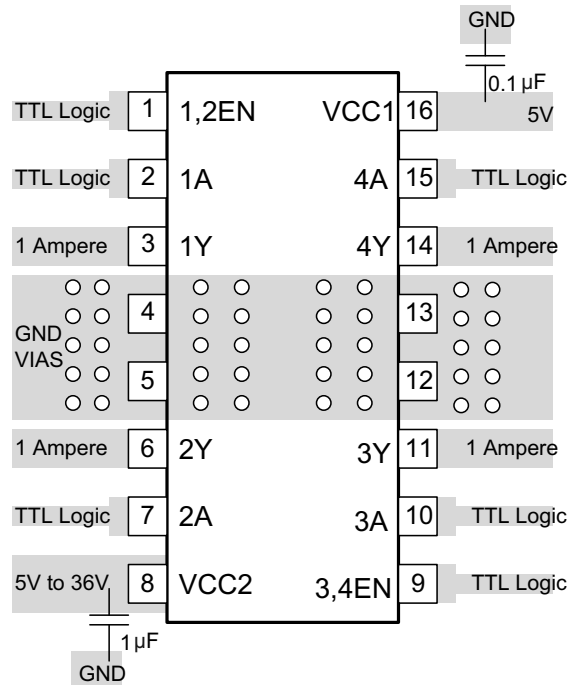 GND
0.1 µF
TTL Logic 1 1,2EN VCC1 16 5V
TTL Logic 2 1A 4A 15 TTL Logic
1 Ampere 3 1Y 4Y 14 1 Ampere
4 13
GND
VIAS
5 12
1 Ampere 6 2Y 3Y 11 1 Ampere
TTL Logic 7 2A 3A 10 TTL Logic
5V to 36V 8 VCC2 3,4EN 9 TTL Logic
1 µF
GND